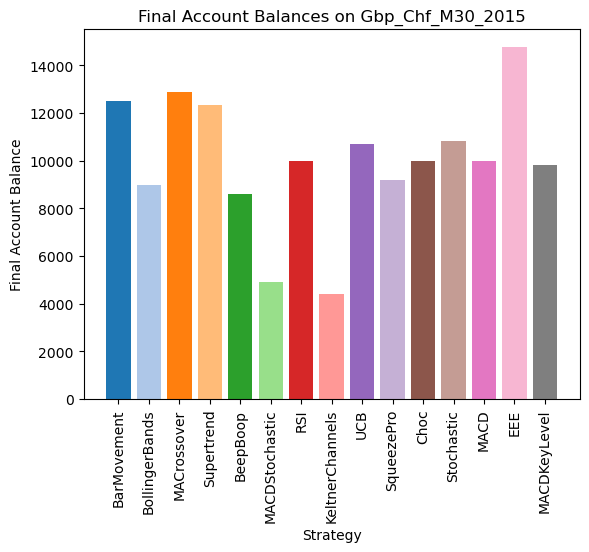 Final Account Balances on Gbp_Chf_M30_2015
Final Account Balance
14000
12000
10000
8000
6000
4000
2000
0
BarMovement
BollingerBands
MACrossover
Supertrend
BeepBoop
MACDStochastic
RSI
KeltnerChannels
UCB
SqueezePro
Choc
Stochastic
MACD
EEE
MACDKeyLevel
Strategy